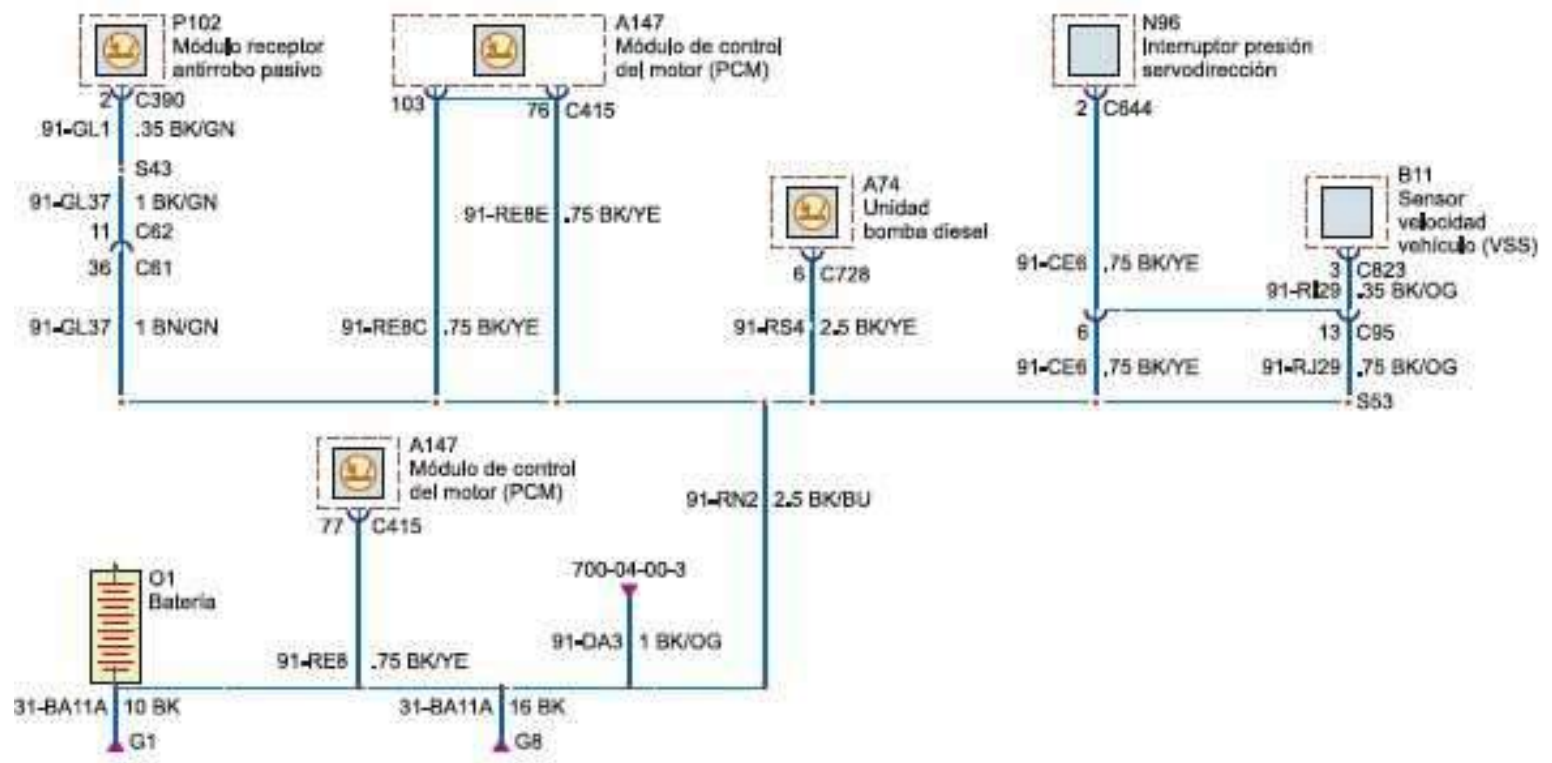 P102
Módulo receptor
antirrobo pasivo
2 C390
91-GL1 .35 BK/GN
S43
91-GL37 1 BK/GN
11 C62
36 C61
91-GL37 1 BN/GN
A147
Módulo de control
del motor (PCM)
103
76 C415
91-RE8E .75 BK/YE
91-RE8C .75 BK/YE
A74
Unidad
bomba diesel
6 C728
91-RS4 2.5 BK/YE
N96
Interruptor presión
servodirección
2 C644
91-CE6 .75 BK/YE
6
91-CE6 .75 BK/YE
B11
Sensor
velocidad
vehículo (VSS)
3 C823
91-RI29 .35 BK/OG
13 C95
91-RJ29 .75 BK/OG
S53
A147
Módulo de control
del motor (PCM)
77 C415
91-RE8 .75 BK/YE
91-RN2 2.5 BK/BU
700-04-00-3
91-DA3 1 BK/OG
O1
Batería
31-BA11A 10 BK
G1
31-BA11A 16 BK
G8